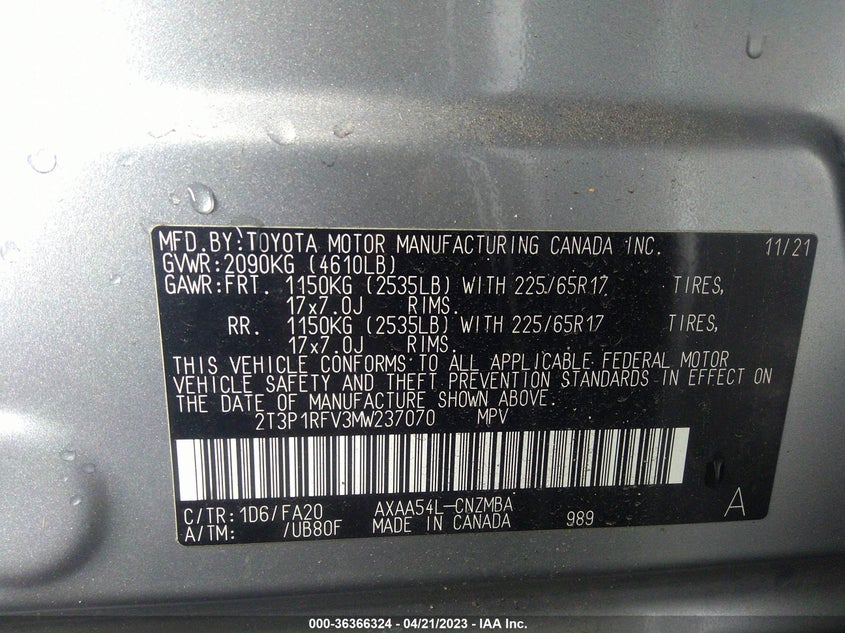 MFD.BY:TOYOTA MOTOR MANUFACTURING CANADA INC. 11/21
GVWR:2090KG (4610LB)
GAWR:FRT. 1150KG (2535LB) WITH 225/65R17 TIRES,
17x7.0J RIMS.
RR. 1150KG (2535LB) WITH 225/65R17 TIRES,
17x7.0J RIMS.
THIS VEHICLE CONFORMS TO ALL APPLICABLE FEDERAL MOTOR
VEHICLE SAFETY AND THEFT PREVENTION STANDARDS IN EFFECT ON
THE DATE OF MANUFACTURE SHOWN ABOVE.
2T3P1RFV3MW237070 MPV
C/TR:1D6/FA20 AXAA54L-CNZMBA
A/TM: /UB80F MADE IN CANADA 989 A
000-36366324 - 04/21/2023 - IAA Inc.